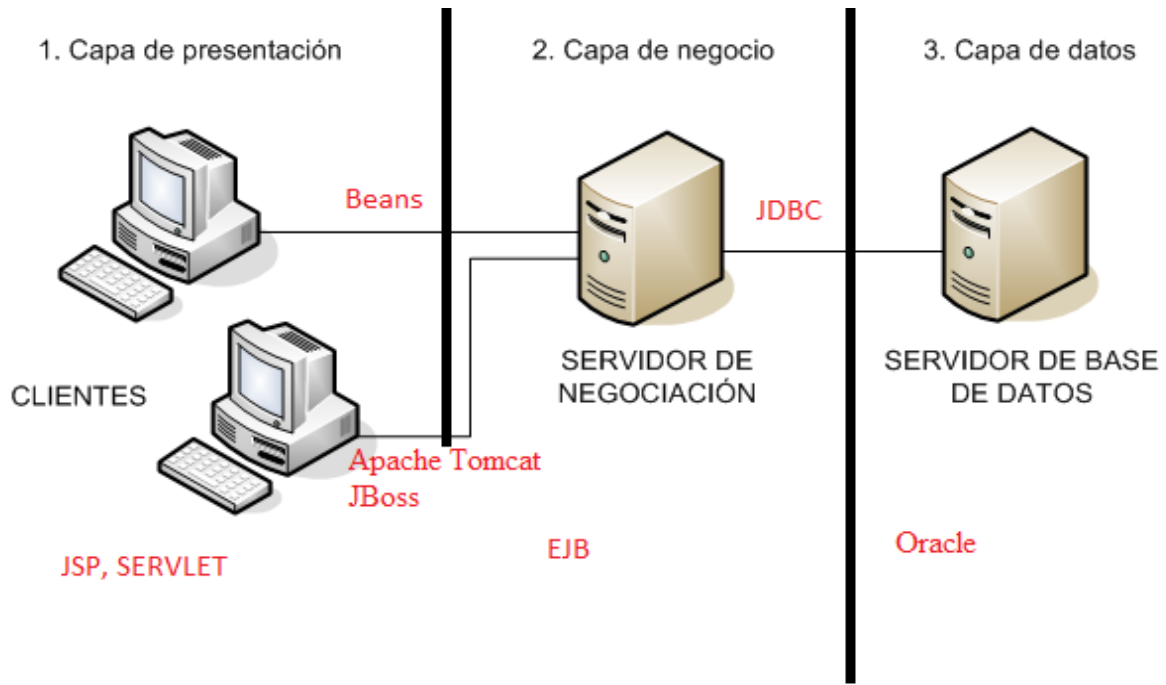 1. Capa de presentación
2. Capa de negocio
3. Capa de datos
Beans
JDBC
SERVIDOR DE
NEGOCIACIÓN
SERVIDOR DE BASE
DE DATOS
CLIENTES
Apache Tomcat
JBoss
JSP, SERVLET
EJB
Oracle